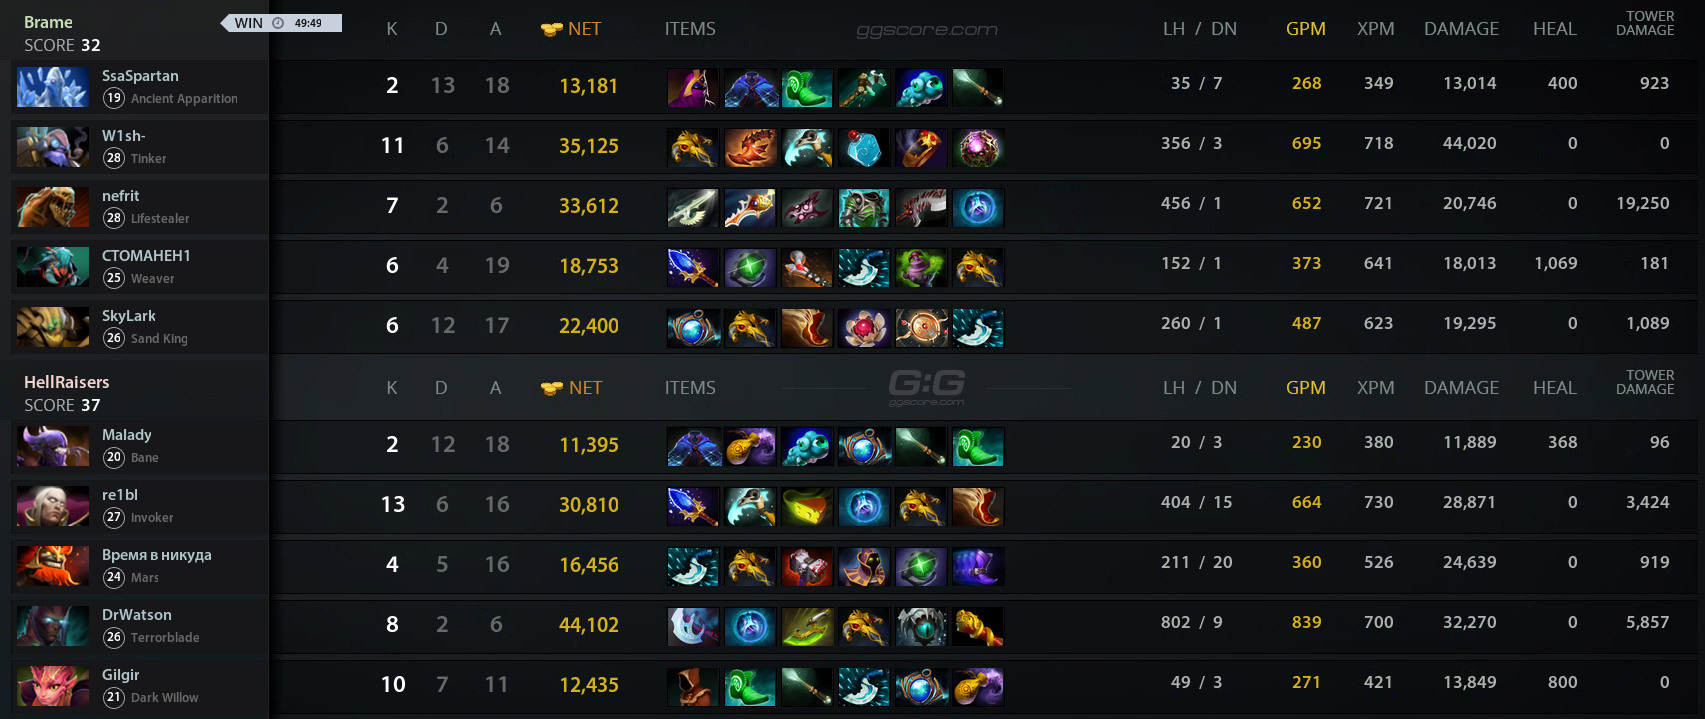 Brame WIN 49:49 K D A NET ITEMS ggscore.com LH / DN GPM XPM DAMAGE HEAL TOWER DAMAGE
SCORE 32
SsaSpartan 2 13 18 13,181 35 / 7 268 349 13,014 400 923
19 Ancient Apparition
W1sh- 11 6 14 35,125 356 / 3 695 718 44,020 0 0
28 Tinker
nefrit 7 2 6 33,612 456 / 1 652 721 20,746 0 19,250
28 Lifestealer
CTOMAHEH1 6 4 19 18,753 152 / 1 373 641 18,013 1,069 181
25 Weaver
SkyLark 6 12 17 22,400 260 / 1 487 623 19,295 0 1,089
26 Sand King
HellRaisers K D A NET ITEMS G:G ggscore.com LH / DN GPM XPM DAMAGE HEAL TOWER DAMAGE
SCORE 37
Malady 2 12 18 11,395 20 / 3 230 380 11,889 368 96
20 Bane
re1bl 13 6 16 30,810 404 / 15 664 730 28,871 0 3,424
27 Invoker
Время в никуда 4 5 16 16,456 211 / 20 360 526 24,639 0 919
24 Mars
DrWatson 8 2 6 44,102 802 / 9 839 700 32,270 0 5,857
26 Terrorblade
Gilgir 10 7 11 12,435 49 / 3 271 421 13,849 800 0
21 Dark Willow